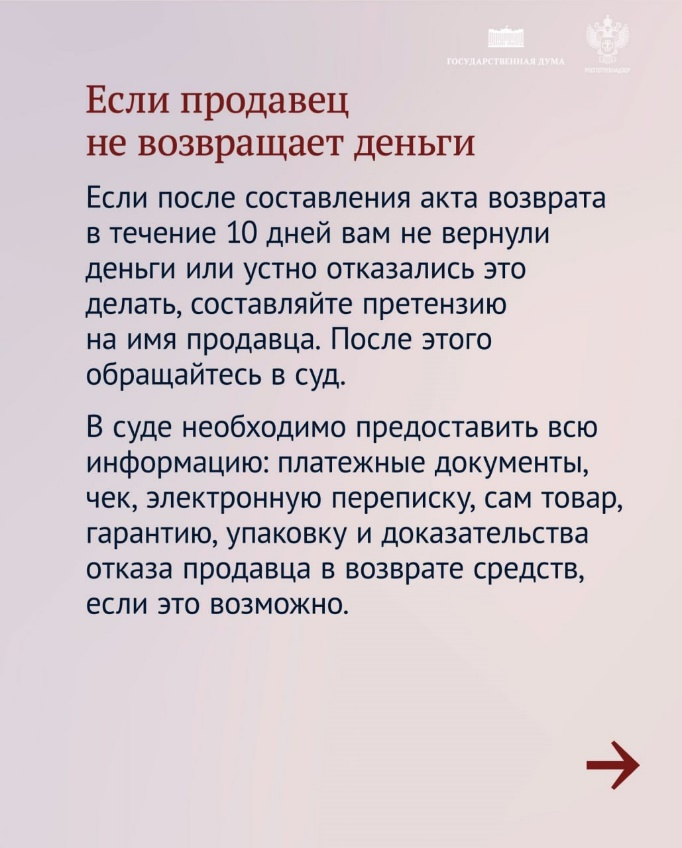 ГОСУДАРСТВЕННАЯ ДУМА
Если продавец
не возвращает деньги
Если после составления акта возврата
в течение 10 дней вам не вернули
деньги или устно отказались это
делать, составляйте претензию
на имя продавца. После этого
обращайтесь в суд.
В суде необходимо предоставить всю
информацию: платежные документы,
чек, электронную переписку, сам товар,
гарантию, упаковку и доказательства
отказа продавца в возврате средств,
если это возможно.